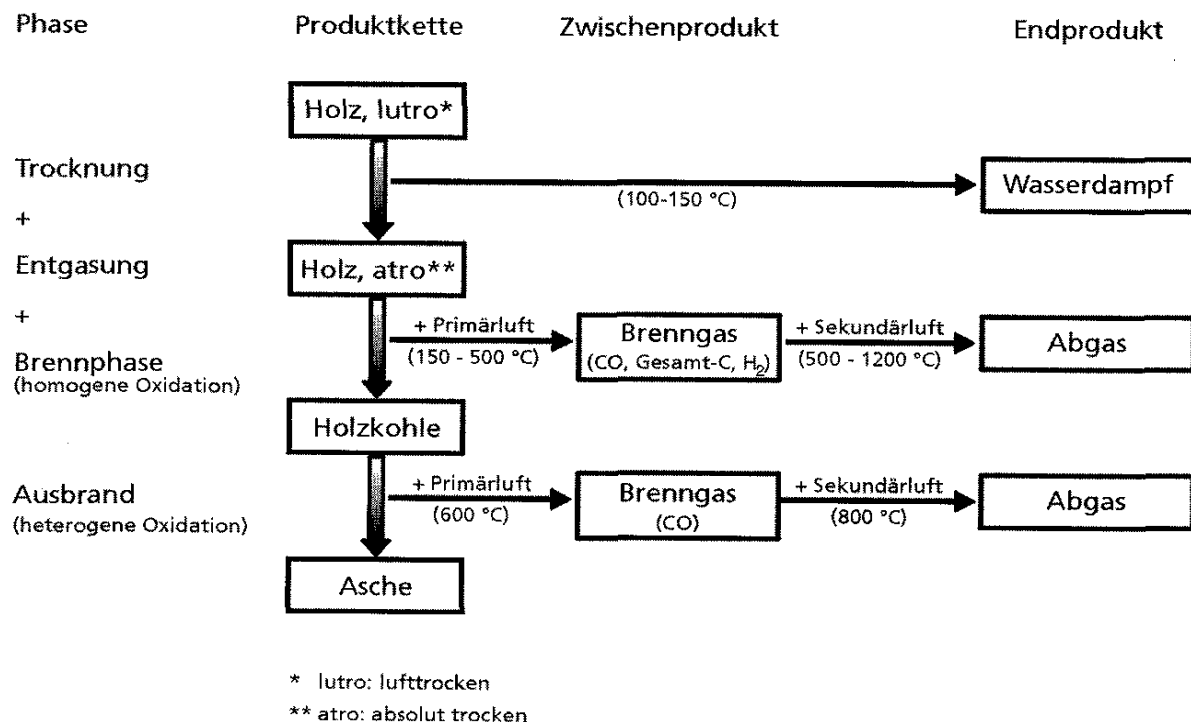 Phase Produktkette Zwischenprodukt Endprodukt
Holz, lutro*
Trocknung
(100-150 °C)
Wasserdampf
+
Entgasung
Holz, atro**
+
+ Primärluft
(150 - 500 °C)
Brenngas
(CO, Gesamt-C, H₂)
+ Sekundärluft
(500 - 1200 °C)
Abgas
Brennphase
(homogene Oxidation)
Holzkohle
Ausbrand
(heterogene Oxidation)
+ Primärluft
(600 °C)
Brenngas
(CO)
+ Sekundärluft
(800 °C)
Abgas
Asche
* lutro: lufttrocken
** atro: absolut trocken